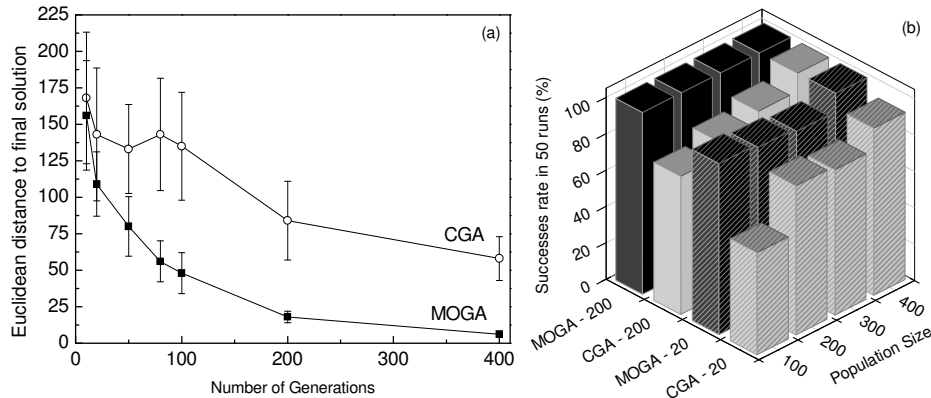 (a)
Euclidean distance to final solution
225
200
175
150
125
100
75
50
25
0
CGA
MOGA
0
100
200
300
400
Number of Generations
(b)
Successes rate in 50 runs (%)
100
80
60
40
20
0
MOGA - 200
CGA - 200
MOGA - 20
CGA - 20
100
200
300
400
Population Size